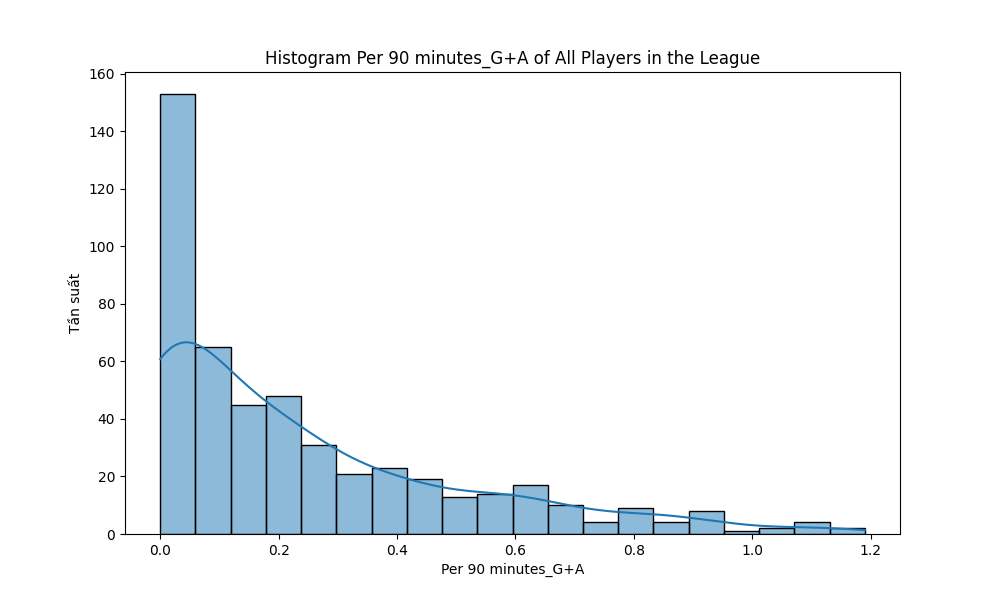 Histogram Per 90 minutes_G+A of All Players in the League
160
140
120
100
80
60
40
20
0
Tần suất
0.0 0.2 0.4 0.6 0.8 1.0 1.2
Per 90 minutes_G+A